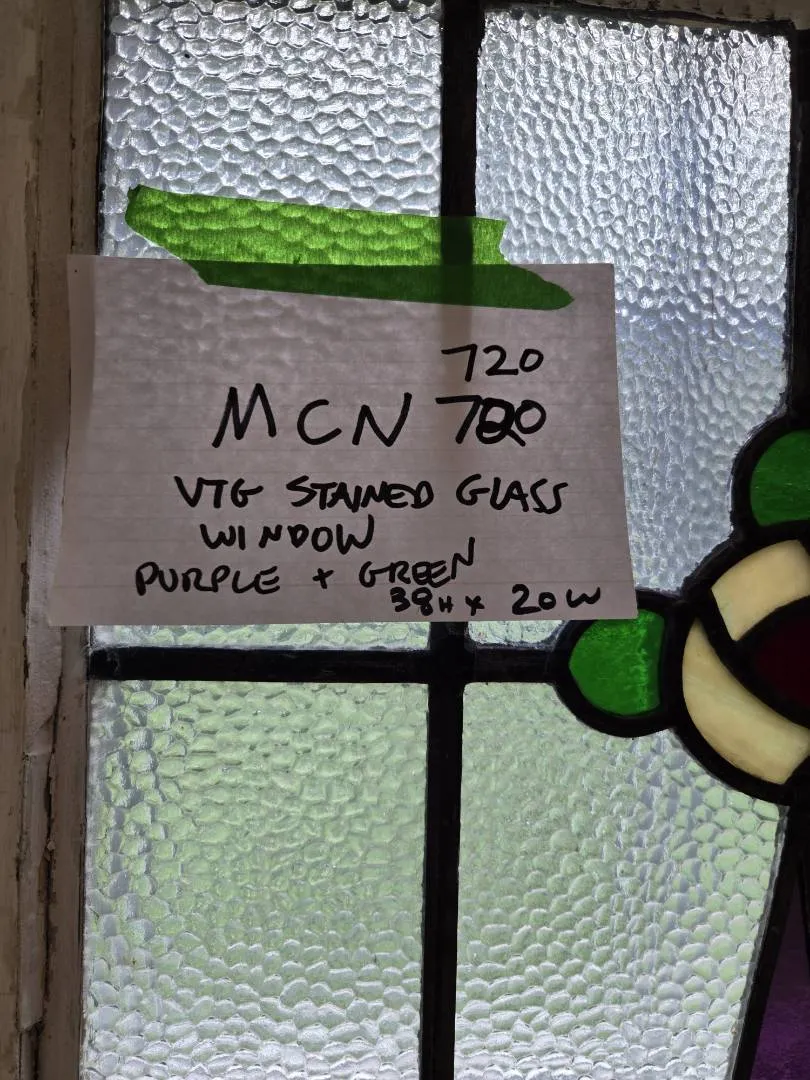 720
MCN 720
VTG STAINED GLASS
WINDOW
PURPLE + GREEN
38H x 20W